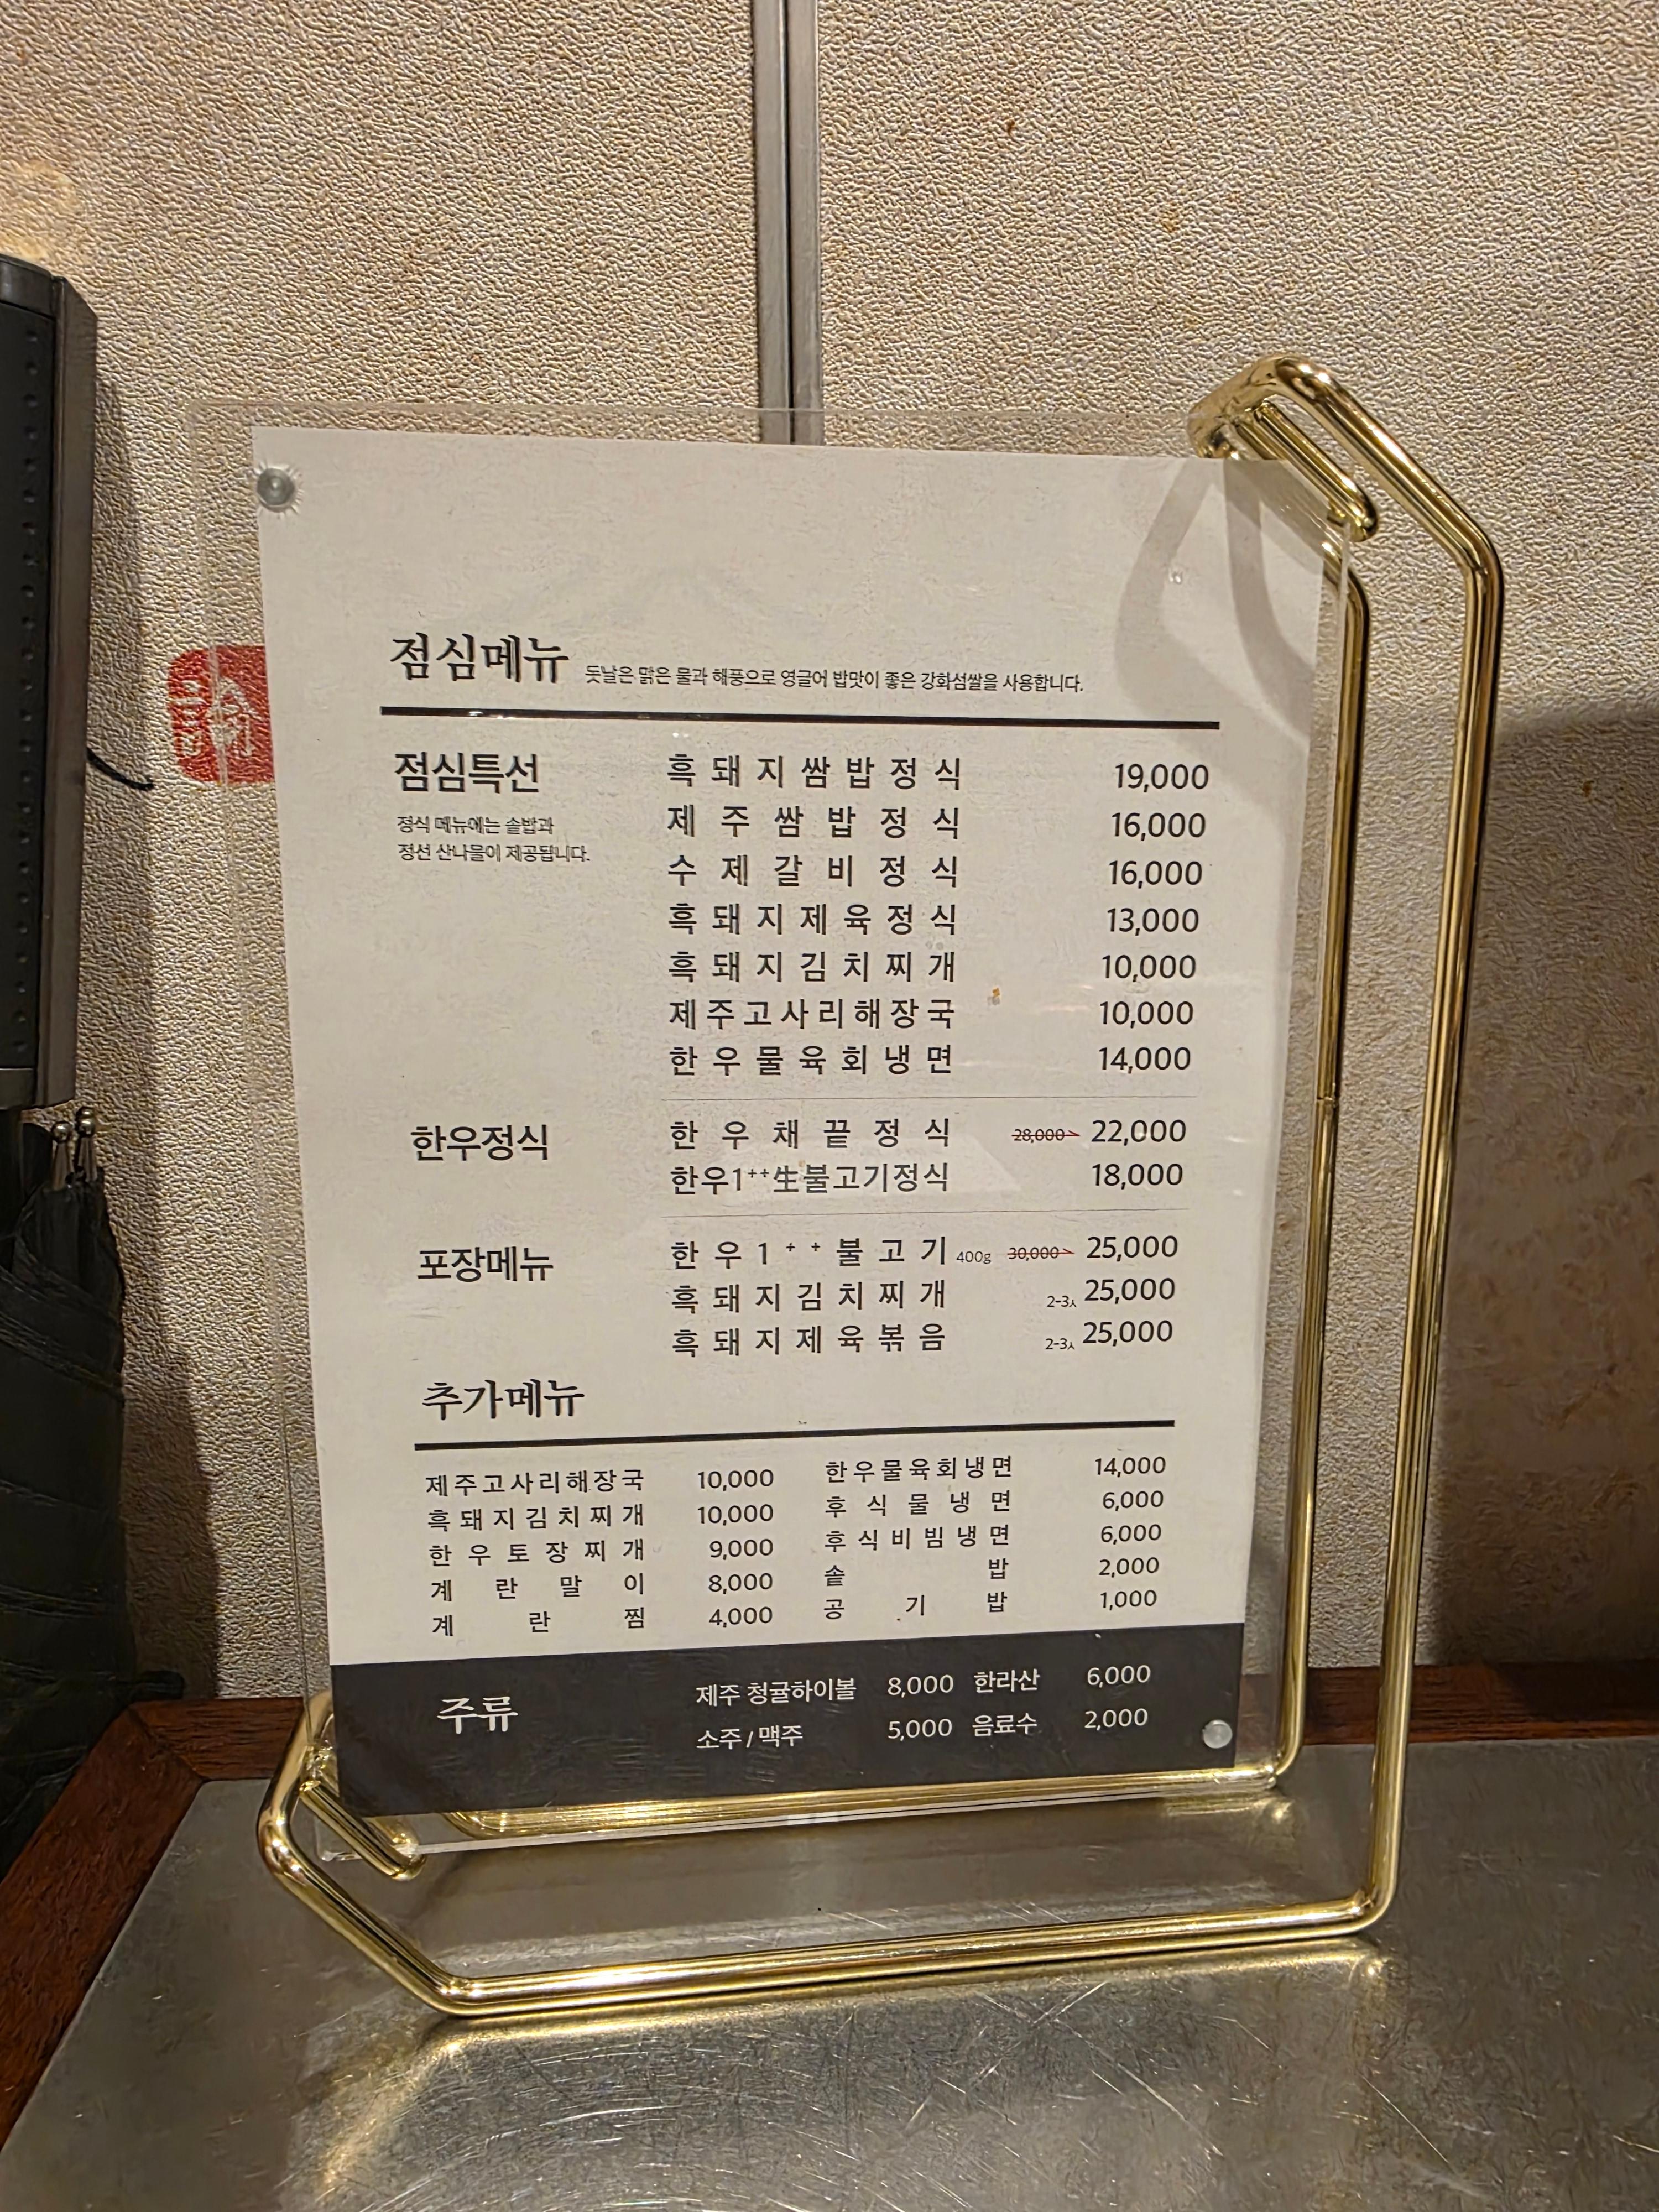 점심메뉴 돗날은 맑은 물과 해풍으로 영글어 밥맛이 좋은 강화섬쌀을 사용합니다.
점심특선
정식 메뉴에는 솥밥과
정선 산나물이 제공됩니다.
흑돼지쌈밥정식 19,000
제주쌈밥정식 16,000
수제갈비정식 16,000
흑돼지제육정식 13,000
흑돼지김치찌개 10,000
제주고사리해장국 10,000
한우물육회냉면 14,000
한우정식
한우채끝정식 28,000 22,000
한우1++生불고기정식 18,000
포장메뉴
한우1++불고기 400g 30,000 25,000
흑돼지김치찌개 2-3人 25,000
흑돼지제육볶음 2-3人 25,000
추가메뉴
제주고사리해장국 10,000
흑돼지김치찌개 10,000
한우토장찌개 9,000
계란말이 8,000
계란찜 4,000
한우물육회냉면 14,000
후식물냉면 6,000
후식비빔냉면 6,000
솥밥 2,000
공기밥 1,000
주류
제주 청귤하이볼 8,000 한라산 6,000
소주 / 맥주 5,000 음료수 2,000